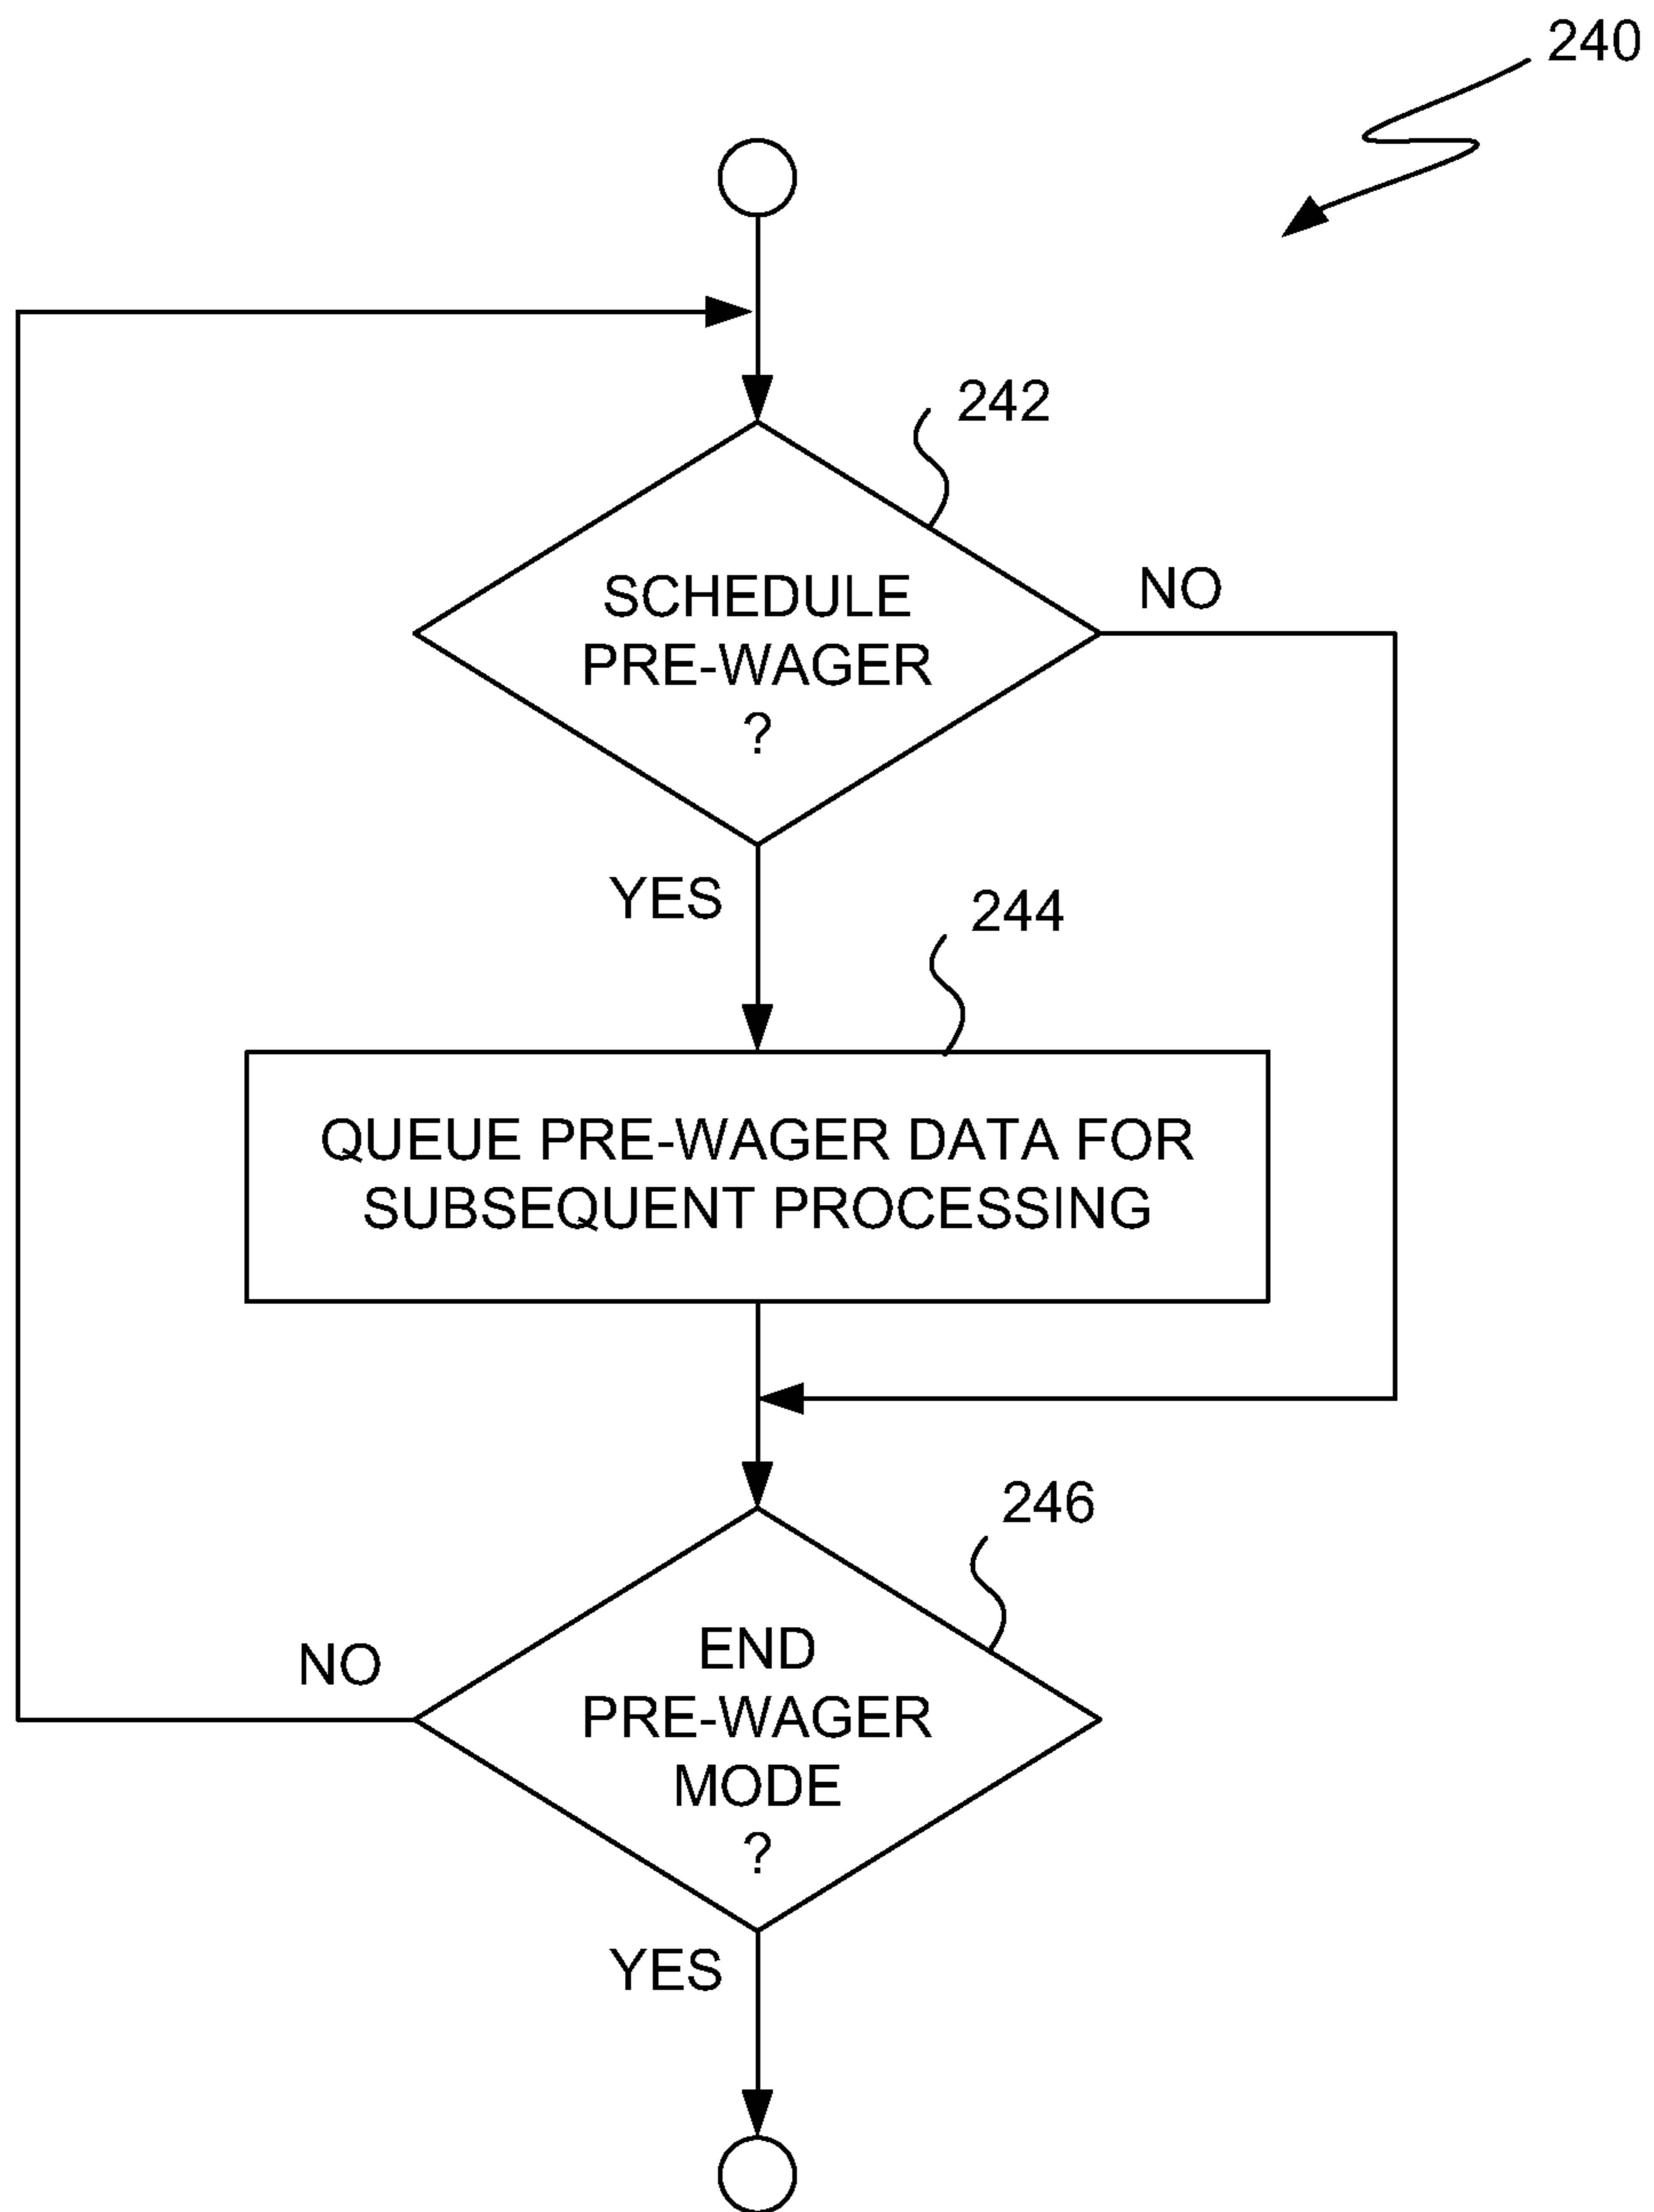 240
242
SCHEDULE
PRE-WAGER
?
NO
YES
244
QUEUE PRE-WAGER DATA FOR
SUBSEQUENT PROCESSING
246
END
PRE-WAGER
MODE
?
NO
YES